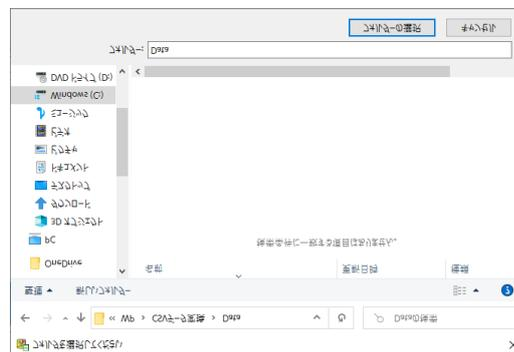 フォルダを選択してください
« WP › CSVデータ変換 › Data
Dataの検索
整理 新しいフォルダー
名前 更新日時 種類
検索条件に一致する項目はありません。
OneDrive
PC
3D オブジェクト
ダウンロード
デスクトップ
ドキュメント
ピクチャ
ビデオ
ミュージック
Windows (C:)
DVD ドライブ (D:)
フォルダー: Data
フォルダーの選択 キャンセル